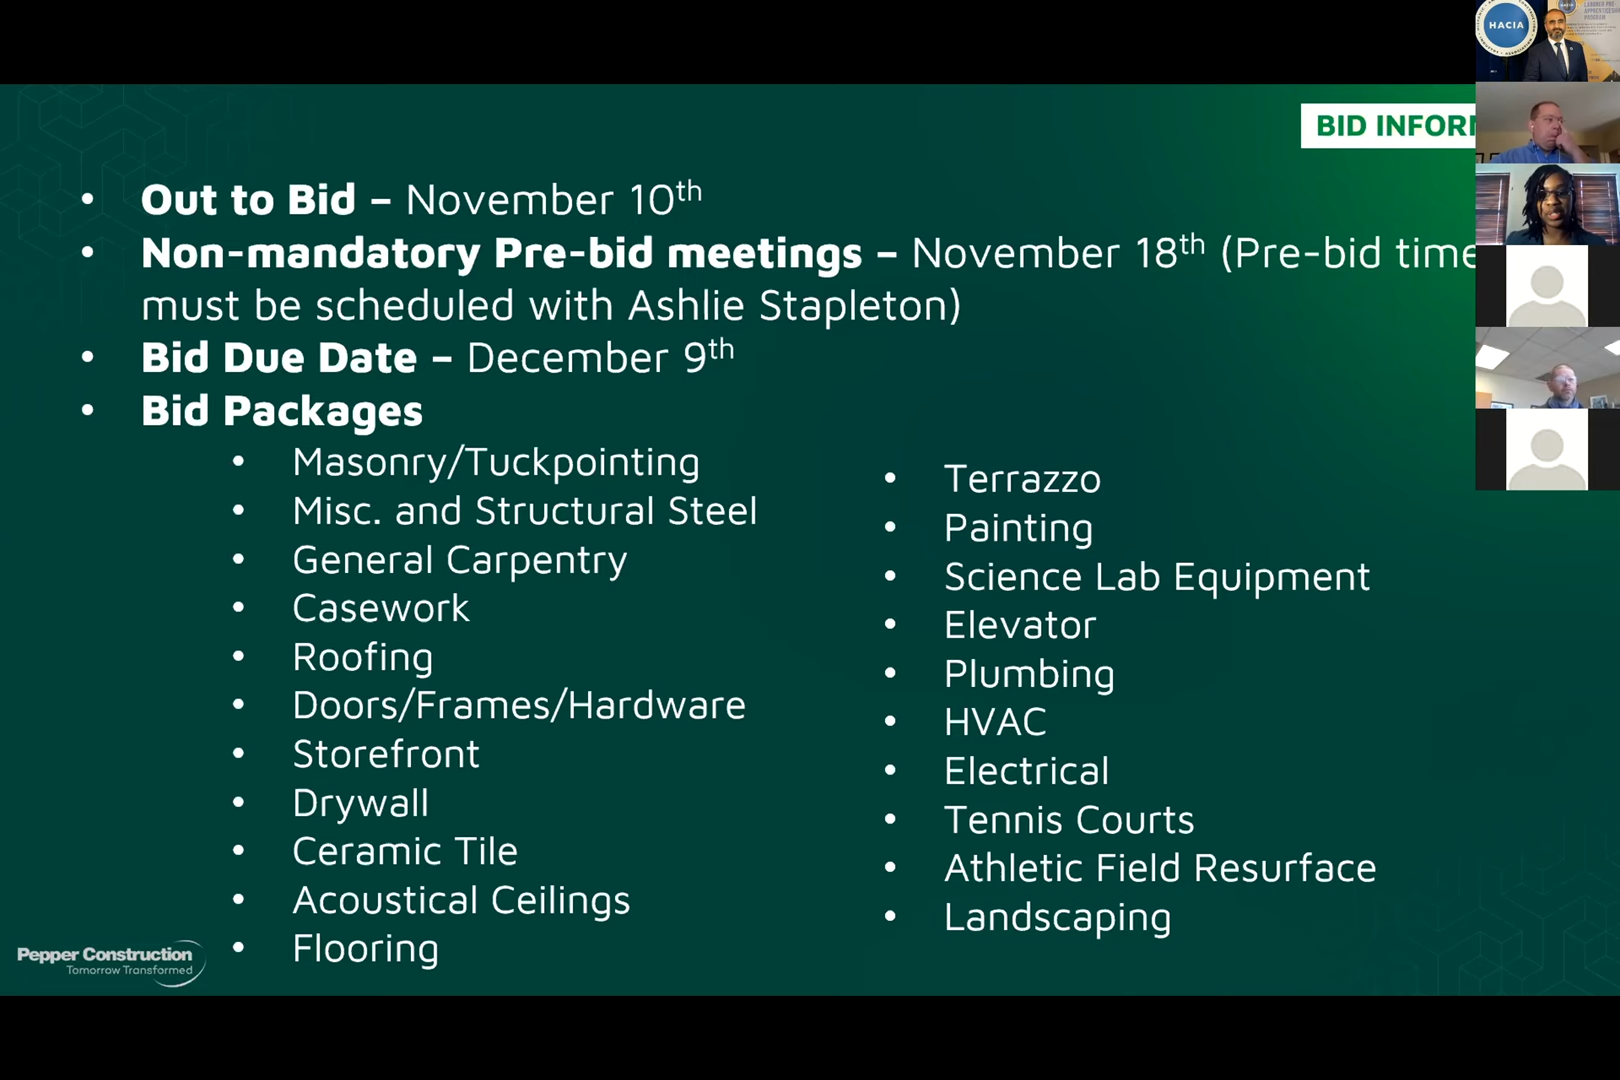 HACIA
BID INFOR
• Out to Bid – November 10th
• Non-mandatory Pre-bid meetings – November 18th (Pre-bid time
must be scheduled with Ashlie Stapleton)
• Bid Due Date – December 9th
• Bid Packages
• Masonry/Tuckpointing
• Misc. and Structural Steel
• General Carpentry
• Casework
• Roofing
• Doors/Frames/Hardware
• Storefront
• Drywall
• Ceramic Tile
• Acoustical Ceilings
• Flooring
• Terrazzo
• Painting
• Science Lab Equipment
• Elevator
• Plumbing
• HVAC
• Electrical
• Tennis Courts
• Athletic Field Resurface
• Landscaping
Pepper Construction
Tomorrow Transformed